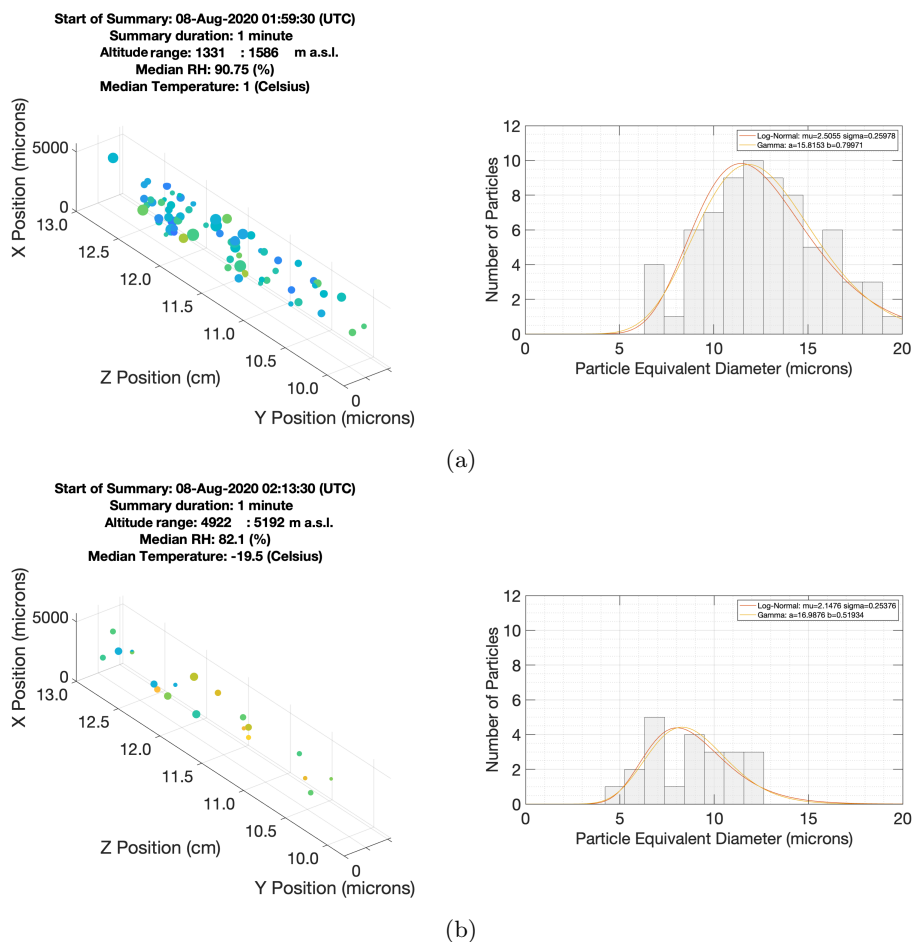 Start of Summary: 08-Aug-2020 01:59:30 (UTC)
Summary duration: 1 minute
Altitude range: 1331 : 1586 m a.s.l.
Median RH: 90.75 (%)
Median Temperature: 1 (Celsius)
X Position (microns)
5000
0
13.0
12.5
12.0
11.5
11.0
10.5
10.0
0
Z Position (cm)
Y Position (microns)
Log-Normal: mu=2.5055 sigma=0.25978
Gamma: a=15.8153 b=0.79971
Number of Particles
12
10
8
6
4
2
0
0
5
10
15
20
Particle Equivalent Diameter (microns)
(a)
Start of Summary: 08-Aug-2020 02:13:30 (UTC)
Summary duration: 1 minute
Altitude range: 4922 : 5192 m a.s.l.
Median RH: 82.1 (%)
Median Temperature: -19.5 (Celsius)
X Position (microns)
5000
0
13.0
12.5
12.0
11.5
11.0
10.5
10.0
0
Z Position (cm)
Y Position (microns)
Log-Normal: mu=2.1476 sigma=0.25376
Gamma: a=16.9876 b=0.51934
Number of Particles
12
10
8
6
4
2
0
0
5
10
15
20
Particle Equivalent Diameter (microns)
(b)